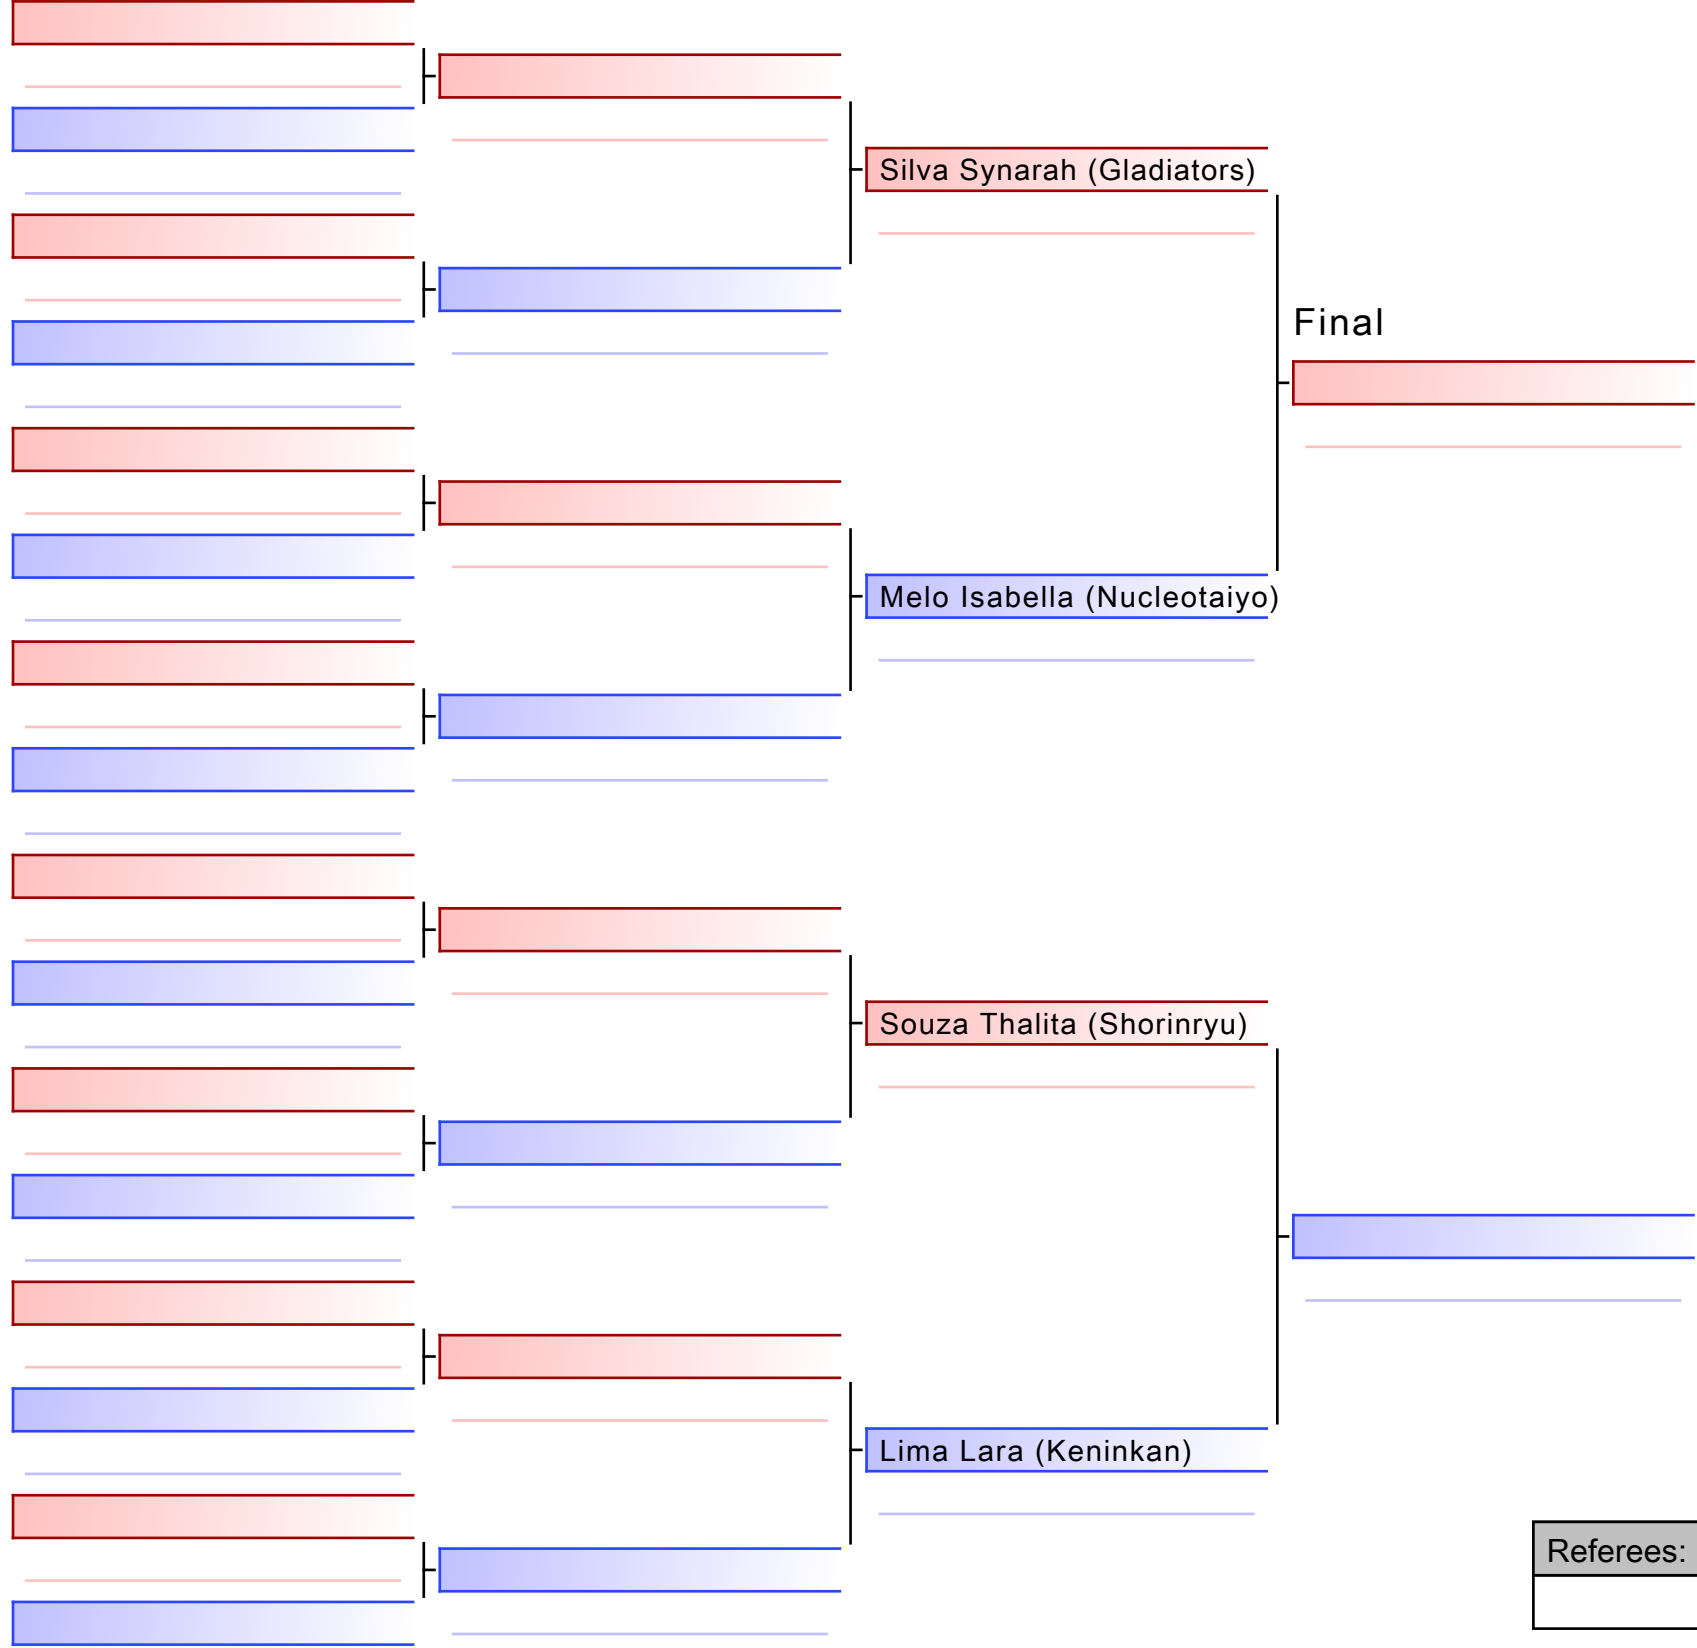 Silva Synarah (Gladiators)
Final
Melo Isabella (Nucleotaiyo)
Souza Thalita (Shorinryu)
Lima Lara (Keninkan)
Referees: